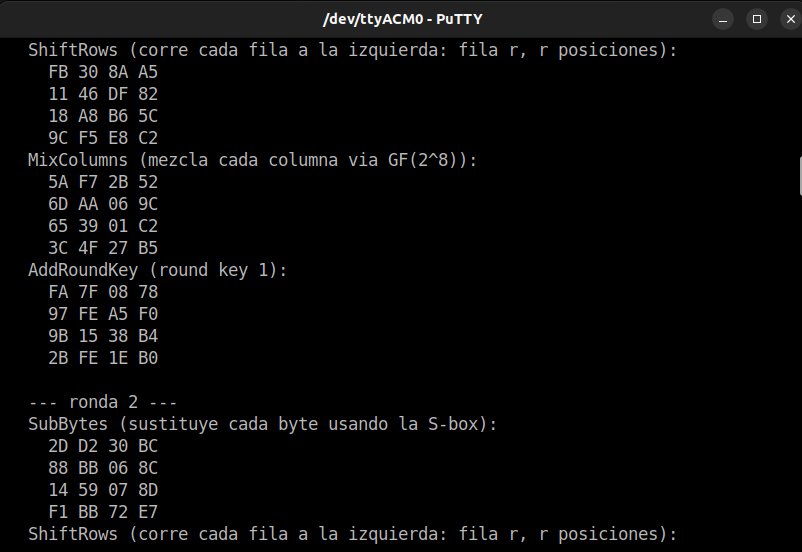 /dev/ttyACM0 - PuTTY
ShiftRows (corre cada fila a la izquierda: fila r, r posiciones):
FB 30 8A A5
11 46 DF 82
18 A8 B6 5C
9C F5 E8 C2
MixColumns (mezcla cada columna via GF(2^8)):
5A F7 2B 52
6D AA 06 9C
65 39 01 C2
3C 4F 27 B5
AddRoundKey (round key 1):
FA 7F 08 78
97 FE A5 F0
9B 15 38 B4
2B FE 1E B0
--- ronda 2 ---
SubBytes (sustituye cada byte usando la S-box):
2D D2 30 BC
88 BB 06 8C
14 59 07 8D
F1 BB 72 E7
ShiftRows (corre cada fila a la izquierda: fila r, r posiciones):